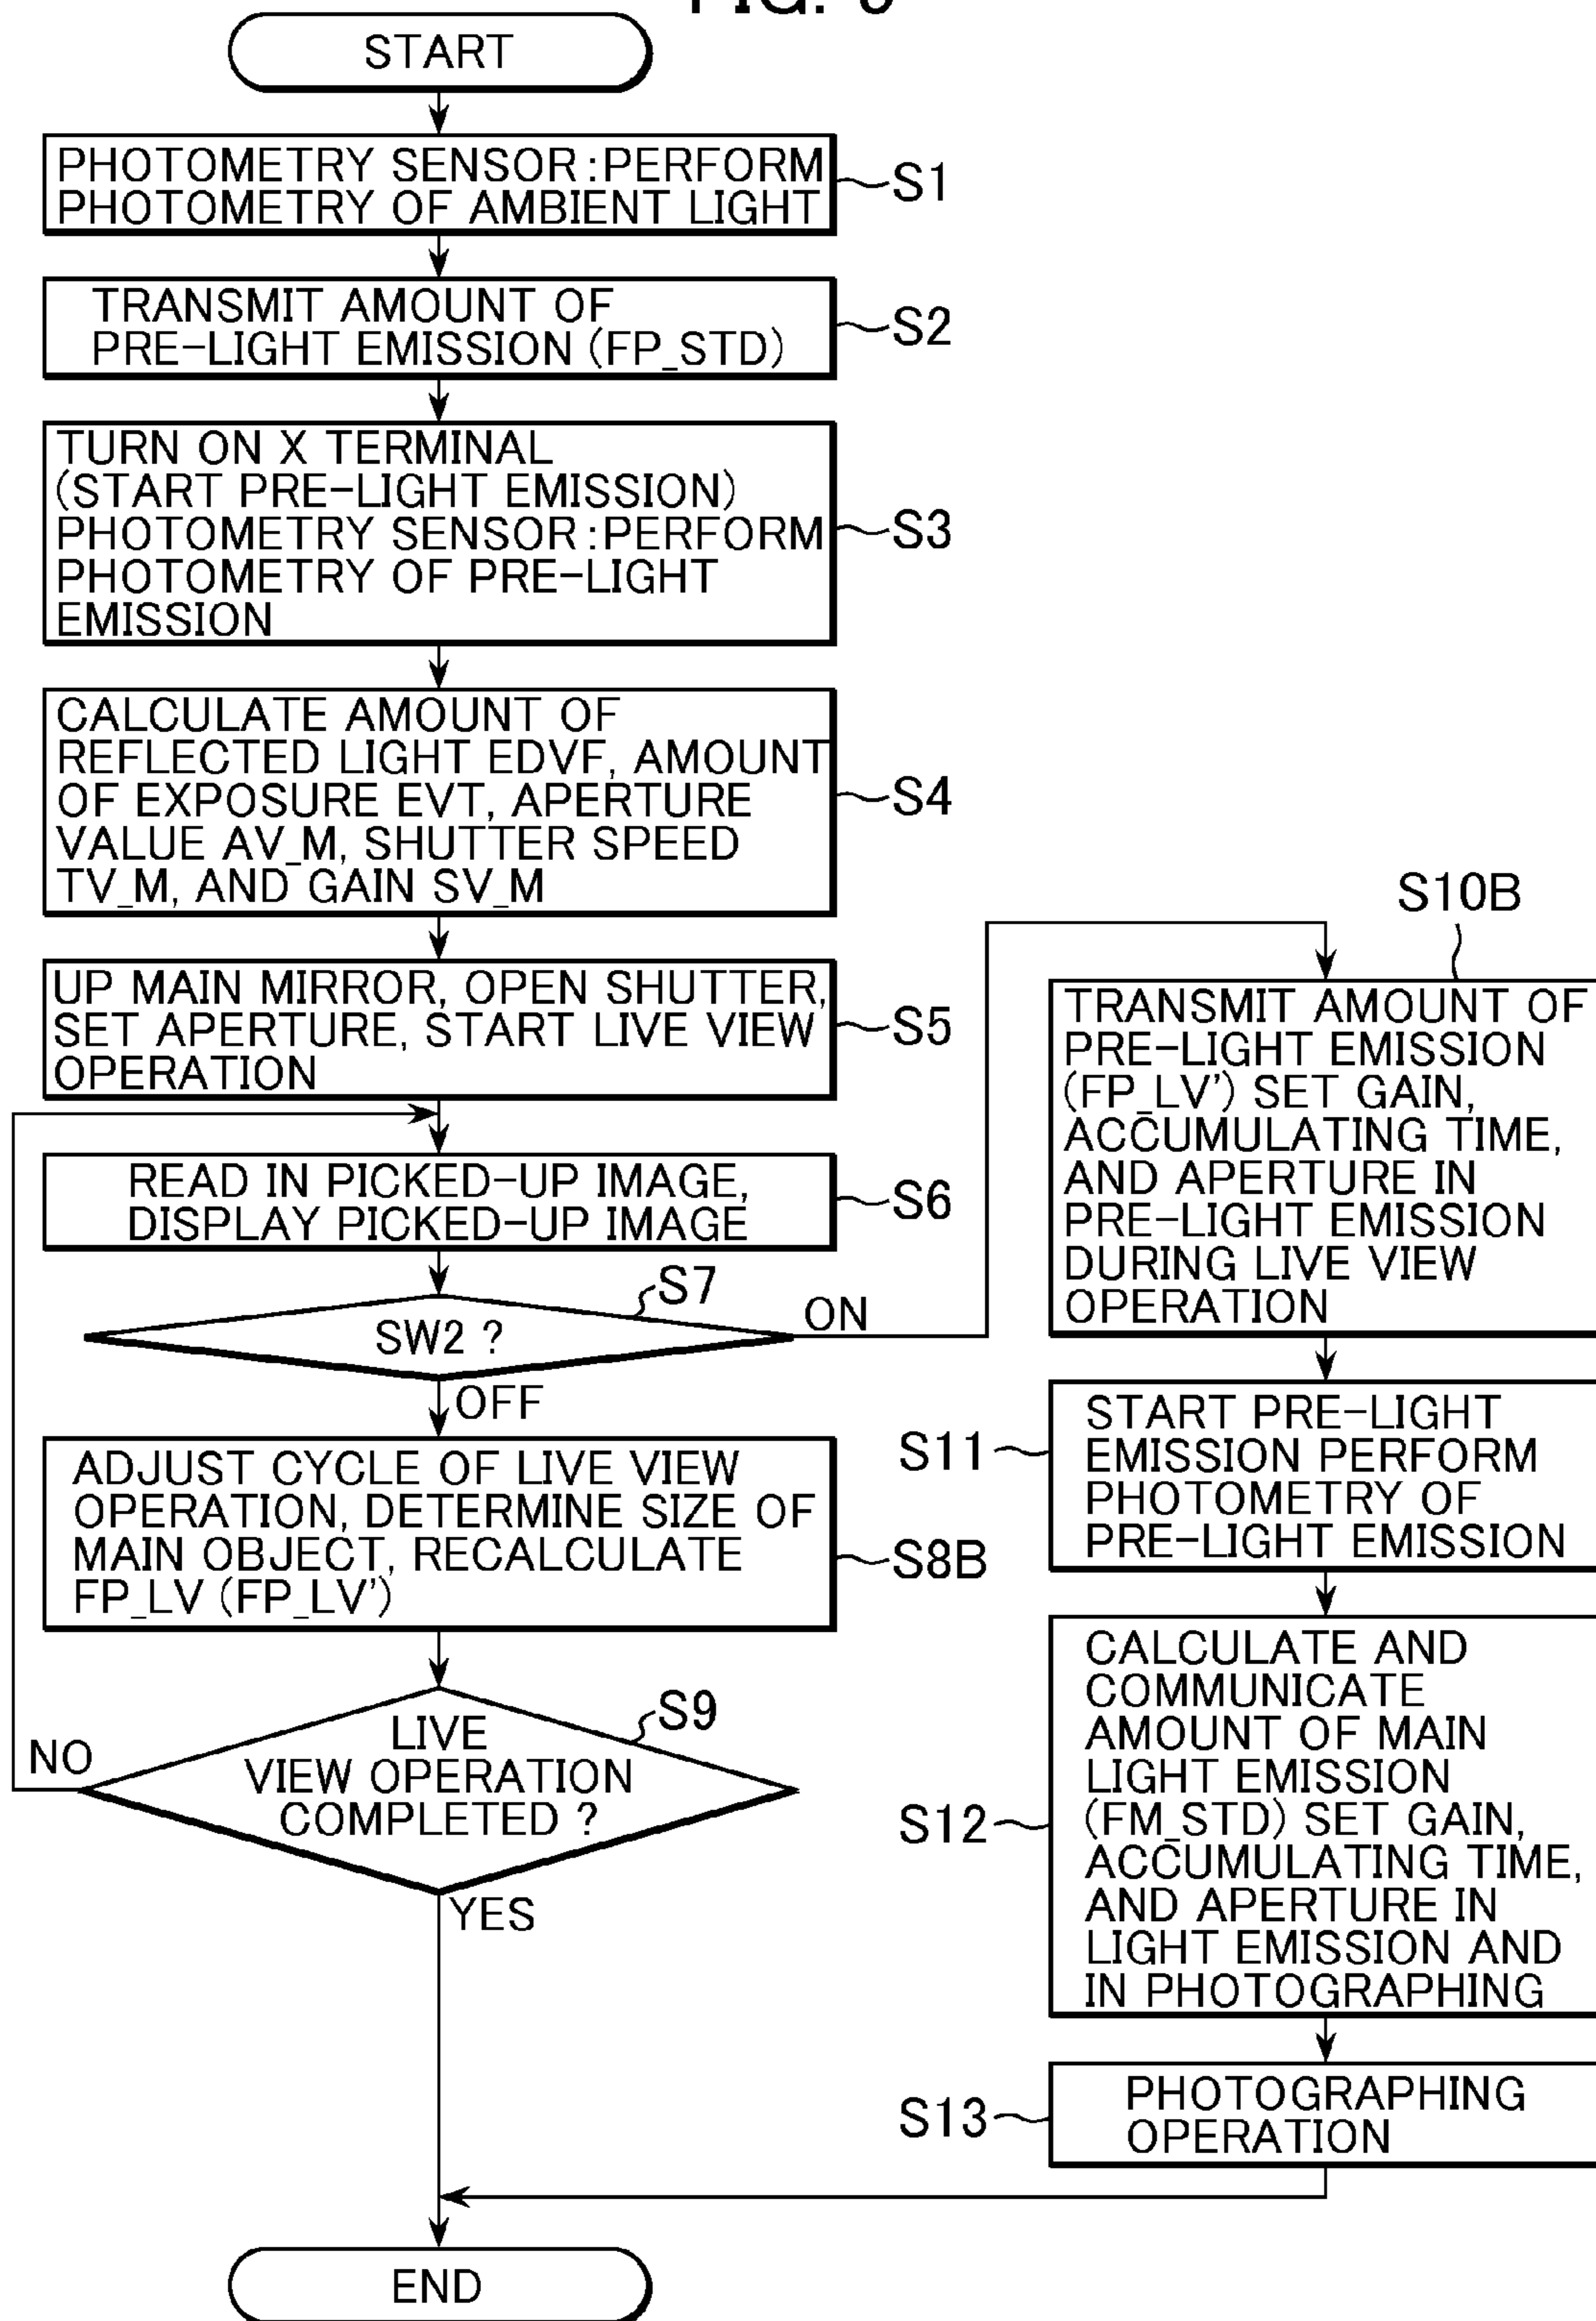 START
PHOTOMETRY SENSOR:PERFORM
PHOTOMETRY OF AMBIENT LIGHT
S1
TRANSMIT AMOUNT OF
PRE-LIGHT EMISSION (FP_STD)
S2
TURN ON X TERMINAL
(START PRE-LIGHT EMISSION)
PHOTOMETRY SENSOR:PERFORM
PHOTOMETRY OF PRE-LIGHT
EMISSION
S3
CALCULATE AMOUNT OF
REFLECTED LIGHT EDVF, AMOUNT
OF EXPOSURE EVT, APERTURE
VALUE AV_M, SHUTTER SPEED
TV_M, AND GAIN SV_M
S4
UP MAIN MIRROR, OPEN SHUTTER,
SET APERTURE, START LIVE VIEW
OPERATION
S5
READ IN PICKED-UP IMAGE,
DISPLAY PICKED-UP IMAGE
S6
S7
SW2 ?
ON
OFF
ADJUST CYCLE OF LIVE VIEW
OPERATION, DETERMINE SIZE OF
MAIN OBJECT, RECALCULATE
FP_LV (FP_LV')
S8B
S9
LIVE
VIEW OPERATION
COMPLETED ?
NO
YES
S10B
TRANSMIT AMOUNT OF
PRE-LIGHT EMISSION
(FP_LV') SET GAIN,
ACCUMULATING TIME,
AND APERTURE IN
PRE-LIGHT EMISSION
DURING LIVE VIEW
OPERATION
S11
START PRE-LIGHT
EMISSION PERFORM
PHOTOMETRY OF
PRE-LIGHT EMISSION
S12
CALCULATE AND
COMMUNICATE
AMOUNT OF MAIN
LIGHT EMISSION
(FM_STD) SET GAIN,
ACCUMULATING TIME,
AND APERTURE IN
LIGHT EMISSION AND
IN PHOTOGRAPHING
S13
PHOTOGRAPHING
OPERATION
END